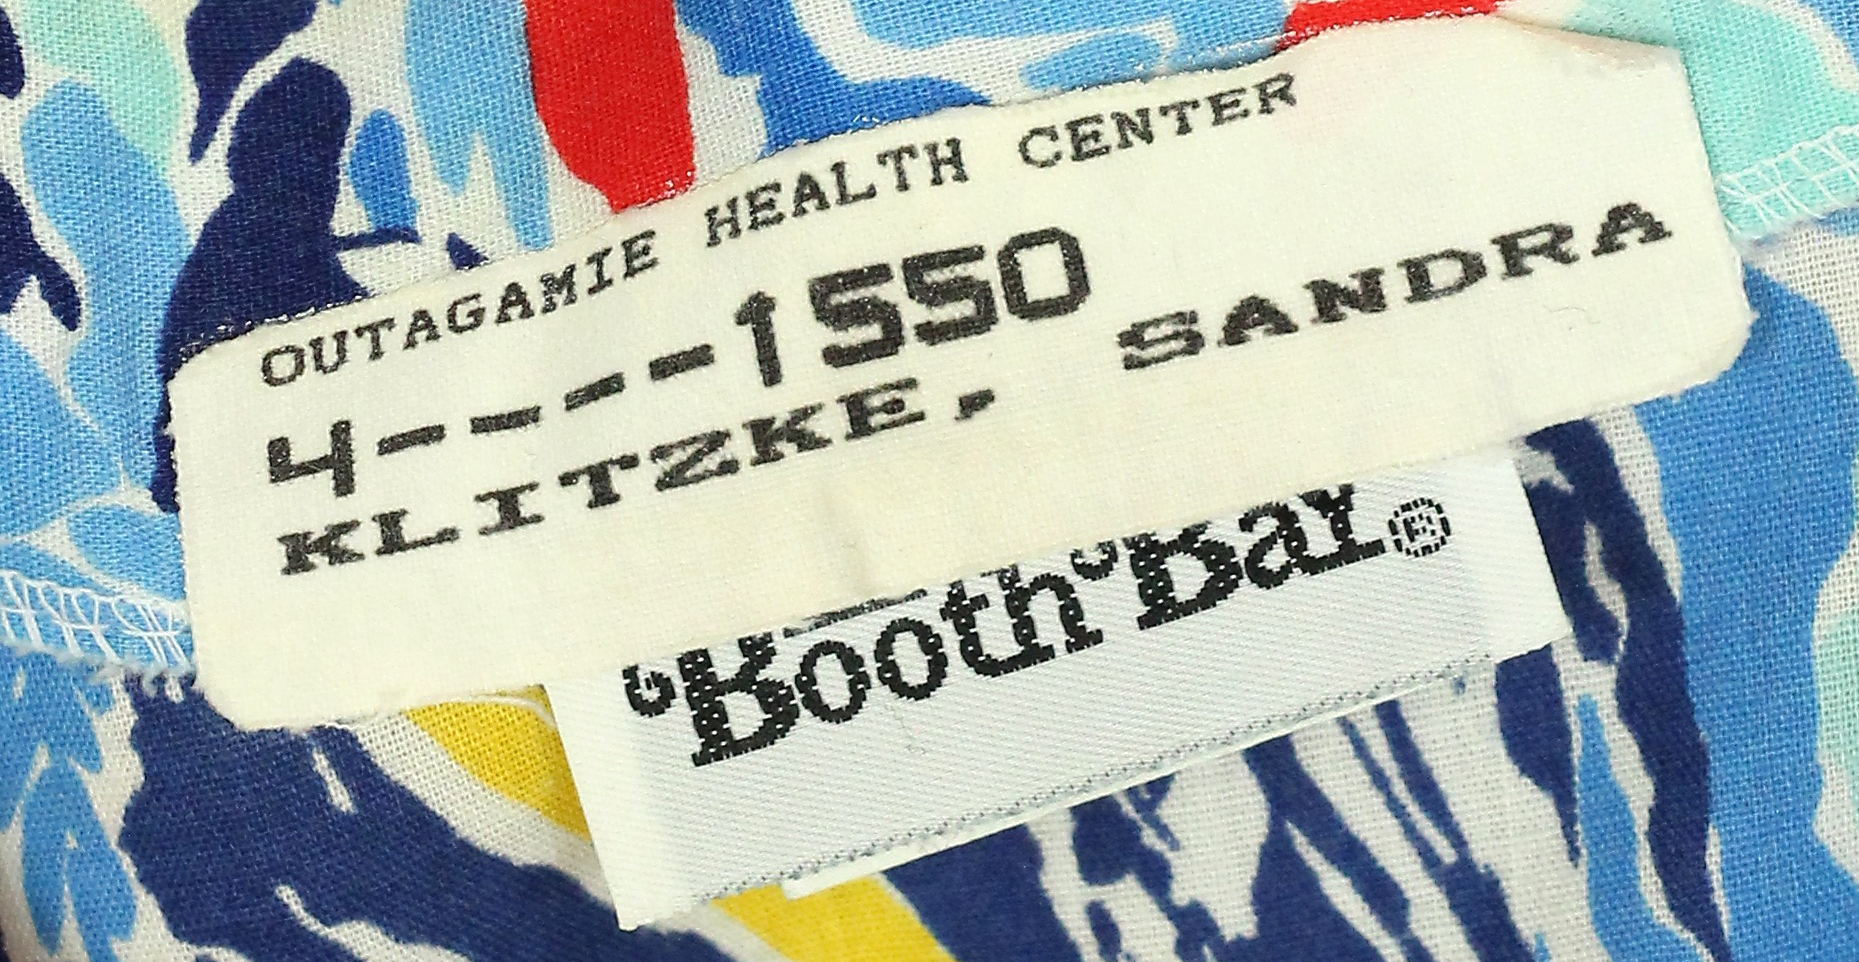 OUTAGAMIE HEALTH CENTER
4----1550
KLITZKE, SANDRA
Booth Bay®